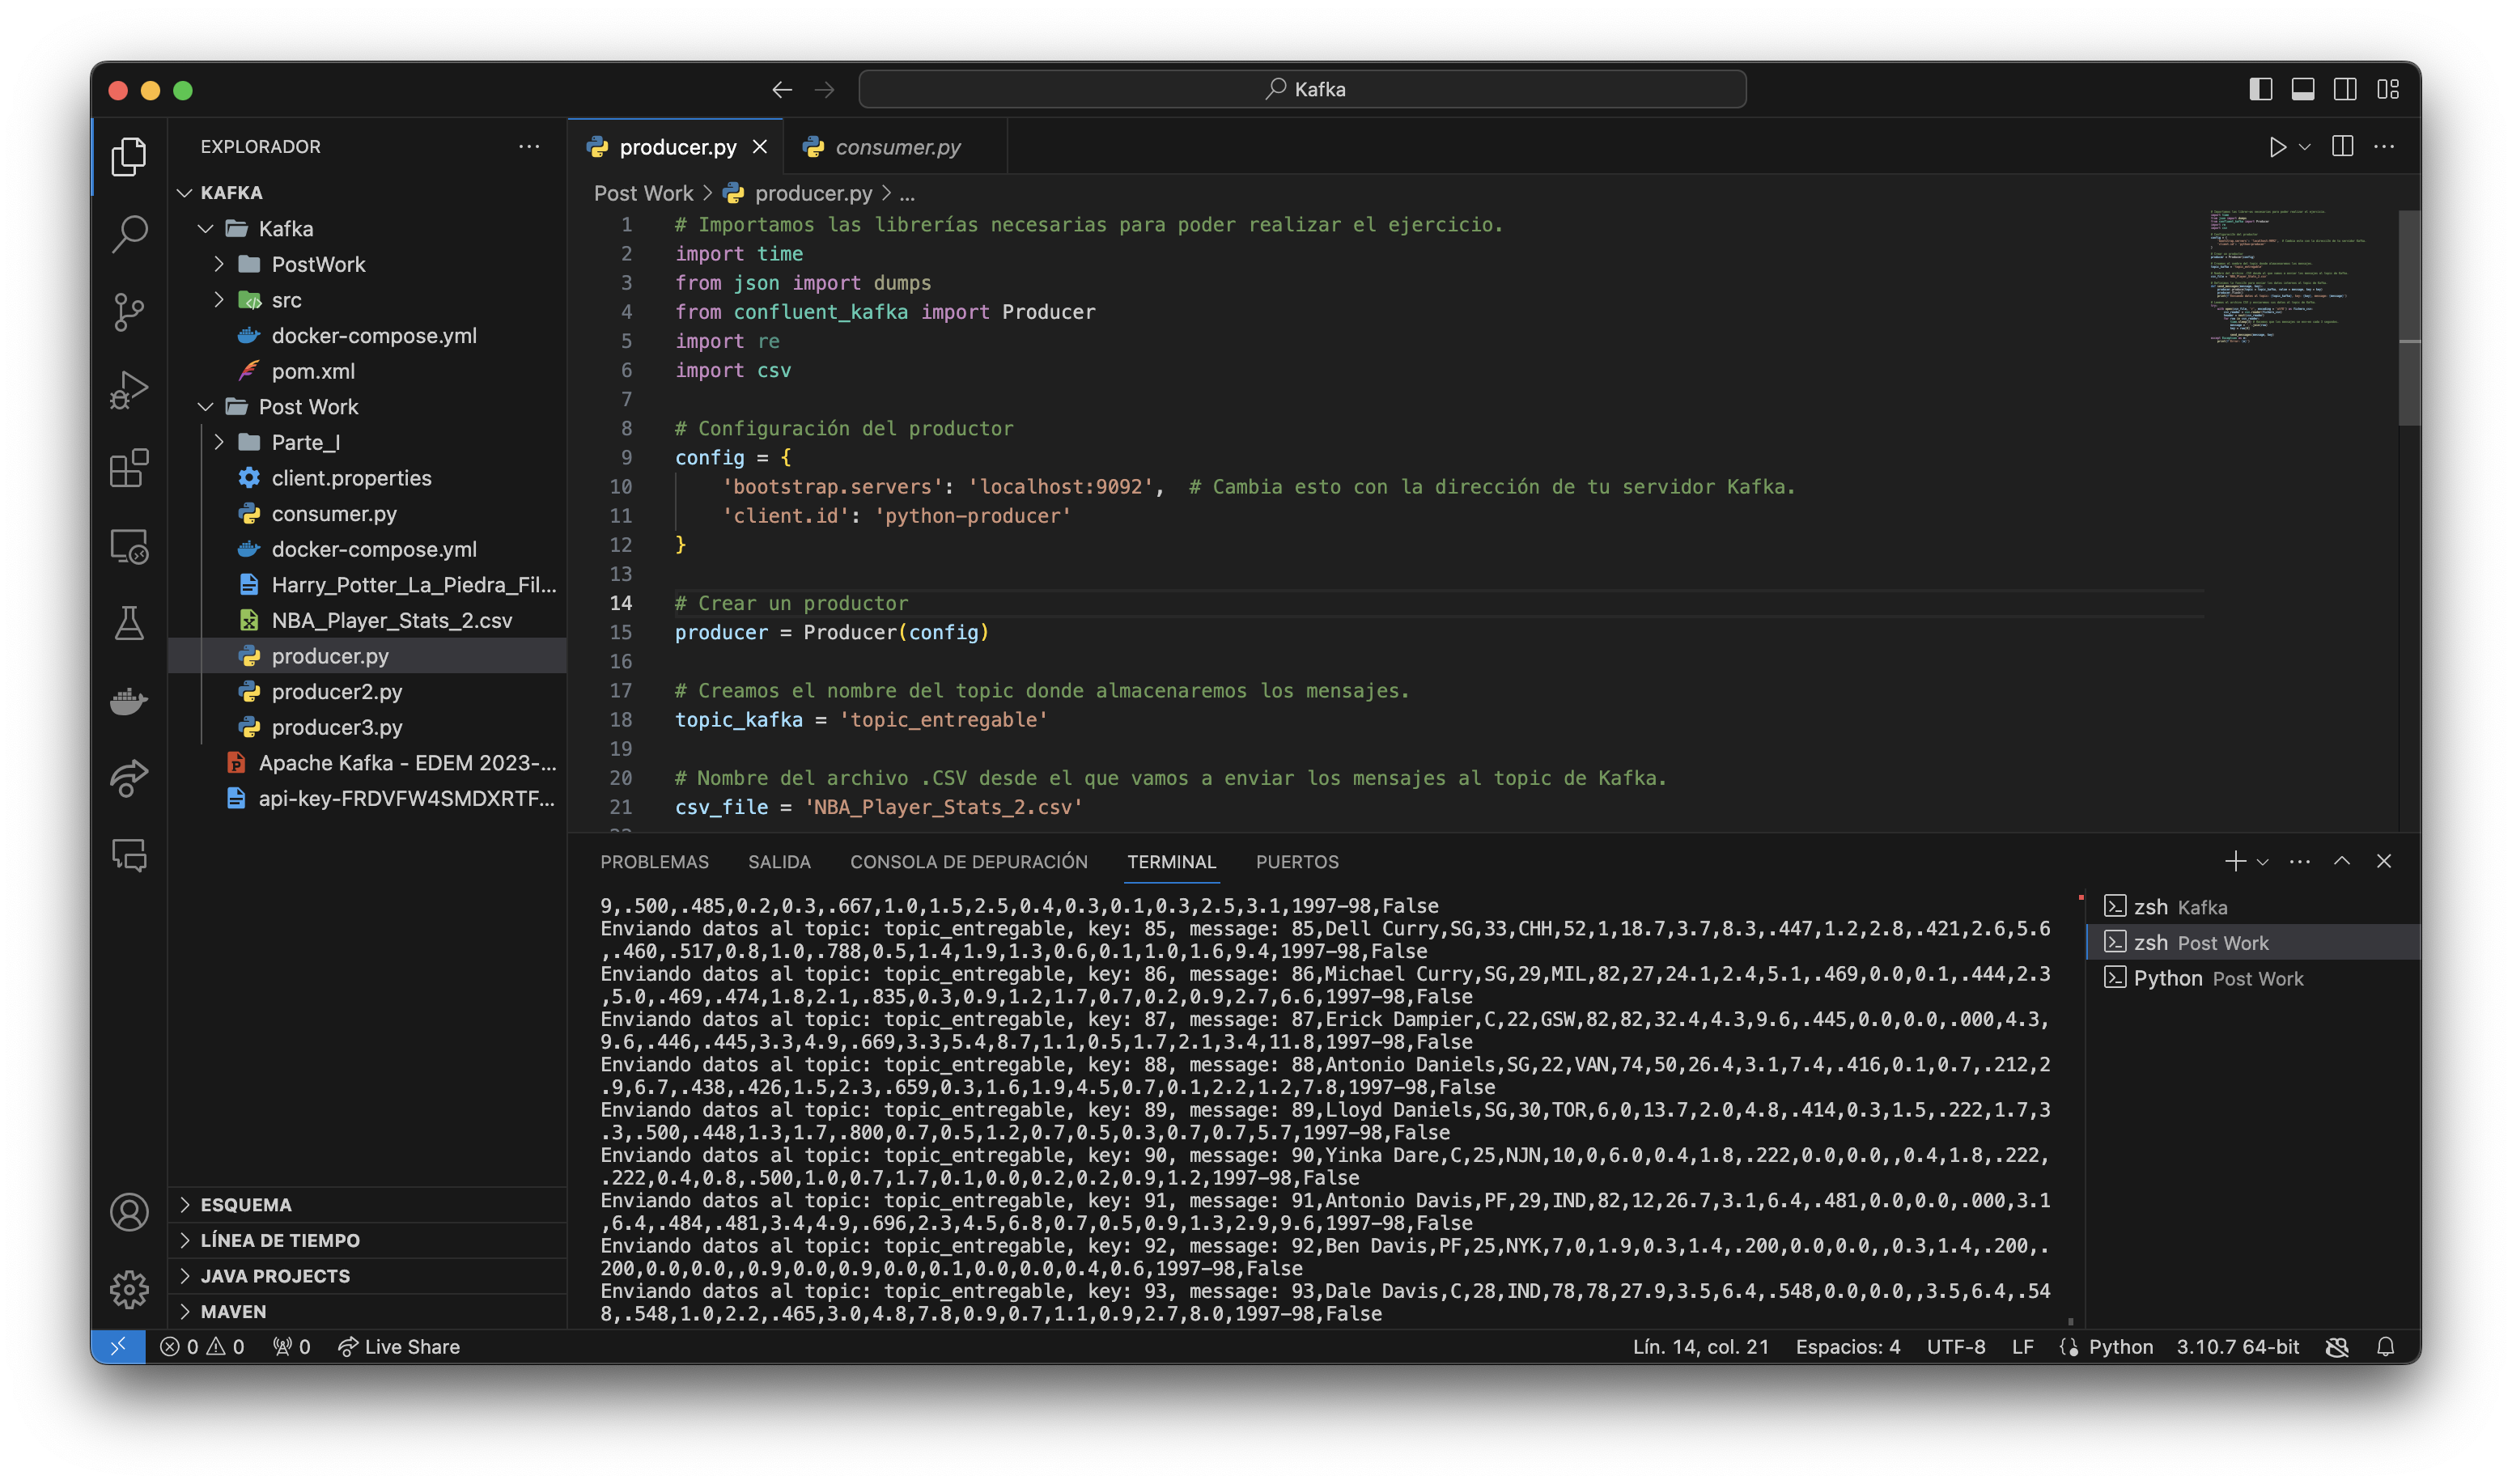 Kafka
EXPLORADOR
KAFKA
Kafka
PostWork
src
docker-compose.yml
pom.xml
Post Work
Parte_I
client.properties
consumer.py
docker-compose.yml
Harry_Potter_La_Piedra_Fil...
NBA_Player_Stats_2.csv
producer.py
producer2.py
producer3.py
Apache Kafka - EDEM 2023-...
api-key-FRDVFW4SMDXRTF...
ESQUEMA
LÍNEA DE TIEMPO
JAVA PROJECTS
MAVEN
producer.py
consumer.py
Post Work > producer.py > ...
1 # Importamos las librerías necesarias para poder realizar el ejercicio.
2 import time
3 from json import dumps
4 from confluent_kafka import Producer
5 import re
6 import csv
7
8 # Configuración del productor
9 config = {
10 'bootstrap.servers': 'localhost:9092',  # Cambia esto con la dirección de tu servidor Kafka.
11 'client.id': 'python-producer'
12 }
13
14 # Crear un productor
15 producer = Producer(config)
16
17 # Creamos el nombre del topic donde almacenaremos los mensajes.
18 topic_kafka = 'topic_entregable'
19
20 # Nombre del archivo .CSV desde el que vamos a enviar los mensajes al topic de Kafka.
21 csv_file = 'NBA_Player_Stats_2.csv'
PROBLEMAS SALIDA CONSOLA DE DEPURACIÓN TERMINAL PUERTOS
9,.500,.485,0.2,0.3,.667,1.0,1.5,2.5,0.4,0.3,0.1,0.3,2.5,3.1,1997-98,False
Enviando datos al topic: topic_entregable, key: 85, message: 85,Dell Curry,SG,33,CHH,52,1,18.7,3.7,8.3,.447,1.2,2.8,.421,2.6,5.6
,.460,.517,0.8,1.0,.788,0.5,1.4,1.9,1.3,0.6,0.1,1.0,1.6,9.4,1997-98,False
Enviando datos al topic: topic_entregable, key: 86, message: 86,Michael Curry,SG,29,MIL,82,27,24.1,2.4,5.1,.469,0.0,0.1,.444,2.3
,5.0,.469,.474,1.8,2.1,.835,0.3,0.9,1.2,1.7,0.7,0.2,0.9,2.7,6.6,1997-98,False
Enviando datos al topic: topic_entregable, key: 87, message: 87,Erick Dampier,C,22,GSW,82,82,32.4,4.3,9.6,.445,0.0,0.0,.000,4.3,
9.6,.446,.445,3.3,4.9,.669,3.3,5.4,8.7,1.1,0.5,1.7,2.1,3.4,11.8,1997-98,False
Enviando datos al topic: topic_entregable, key: 88, message: 88,Antonio Daniels,SG,22,VAN,74,50,26.4,3.1,7.4,.416,0.1,0.7,.212,2
.9,6.7,.438,.426,1.5,2.3,.659,0.3,1.6,1.9,4.5,0.7,0.1,2.2,1.2,7.8,1997-98,False
Enviando datos al topic: topic_entregable, key: 89, message: 89,Lloyd Daniels,SG,30,TOR,6,0,13.7,2.0,4.8,.414,0.3,1.5,.222,1.7,3
.3,.500,.448,1.3,1.7,.800,0.7,0.5,1.2,0.7,0.5,0.3,0.7,0.7,5.7,1997-98,False
Enviando datos al topic: topic_entregable, key: 90, message: 90,Yinka Dare,C,25,NJN,10,0,6.0,0.4,1.8,.222,0.0,0.0,,0.4,1.8,.222,
.222,0.4,0.8,.500,1.0,0.7,1.7,0.1,0.0,0.2,0.2,0.9,1.2,1997-98,False
Enviando datos al topic: topic_entregable, key: 91, message: 91,Antonio Davis,PF,29,IND,82,12,26.7,3.1,6.4,.481,0.0,0.0,.000,3.1
,6.4,.484,.481,3.4,4.9,.696,2.3,4.5,6.8,0.7,0.5,0.9,1.3,2.9,9.6,1997-98,False
Enviando datos al topic: topic_entregable, key: 92, message: 92,Ben Davis,PF,25,NYK,7,0,1.9,0.3,1.4,.200,0.0,0.0,,0.3,1.4,.200,.
200,0.0,0.0,,0.9,0.0,0.9,0.0,0.1,0.0,0.0,0.4,0.6,1997-98,False
Enviando datos al topic: topic_entregable, key: 93, message: 93,Dale Davis,C,28,IND,78,78,27.9,3.5,6.4,.548,0.0,0.0,,3.5,6.4,.54
8,.548,1.0,2.2,.465,3.0,4.8,7.8,0.9,0.7,1.1,0.9,2.7,8.0,1997-98,False
zsh Kafka
zsh Post Work
Python Post Work
0 0 0 Live Share Lín. 14, col. 21 Espacios: 4 UTF-8 LF Python 3.10.7 64-bit